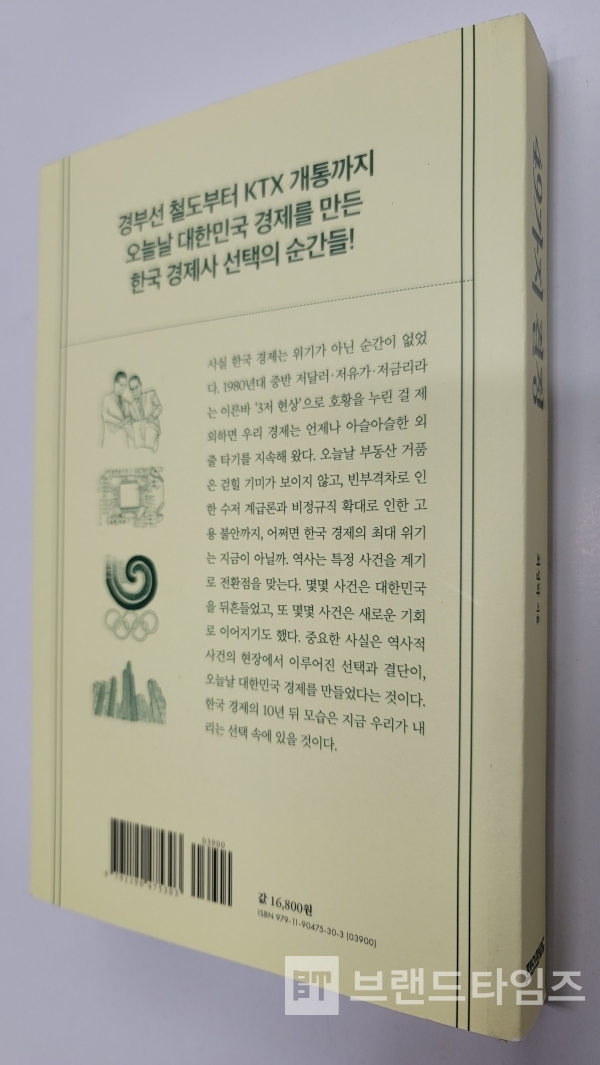 경부선 철도부터 KTX 개통까지
오늘날 대한민국 경제를 만든
한국 경제사 선택의 순간들!
사실 한국 경제는 위기가 아닌 순간이 없었
다. 1980년대 중반 저달러·저유가·저금리라
는 이른바 ‘3저 현상’으로 호황을 누린 걸 제
외하면 우리 경제는 언제나 아슬아슬한 외
줄 타기를 지속해 왔다. 오늘날 부동산 거품
은 걷힐 기미가 보이지 않고, 빈부격차로 인
한 수저 계급론과 비정규직 확대로 인한 고
용 불안까지, 어쩌면 한국 경제의 최대 위기
는 지금이 아닐까. 역사는 특정 사건을 계기
로 전환점을 맞는다. 몇몇 사건은 대한민국
을 뒤흔들었고, 또 몇몇 사건은 새로운 기회
로 이어지기도 했다. 중요한 사실은 역사적
사건의 현장에서 이루어진 선택과 결단이,
오늘날 대한민국 경제를 만들었다는 것이다.
한국 경제의 10년 뒤 모습은 지금 우리가 내
리는 선택 속에 있을 것이다.
03900
9 791190 475303
값 16,800원
ISBN 979-11-90475-30-3 (03900)
49가지 결정
지음
브랜드타임즈